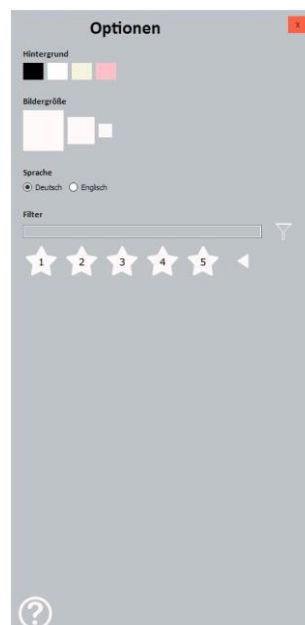 Optionen
x
Hintergrund
Bildergröße
Sprache
Deutsch Englisch
Filter
1 2 3 4 5
?